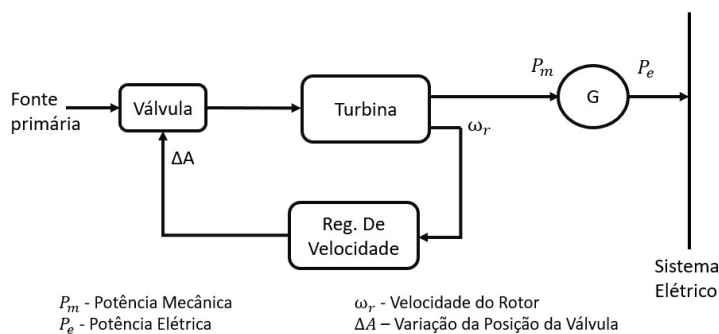 Fonte
primária
Válvula
Turbina
P_m
G
P_e
ω_r
ΔA
Reg. De
Velocidade
Sistema
Elétrico
P_m - Potência Mecânica
P_e - Potência Elétrica
ω_r - Velocidade do Rotor
ΔA – Variação da Posição da Válvula